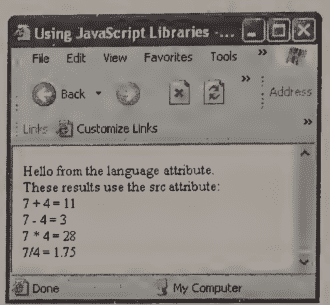 Using JavaScript Libraries -...
File Edit View Favorites Tools »
Back » Address
Links Customize Links »
Hello from the language attribute.
These results use the src attribute:
7 + 4 = 11
7 - 4 = 3
7 * 4 = 28
7/4 = 1.75
Done My Computer